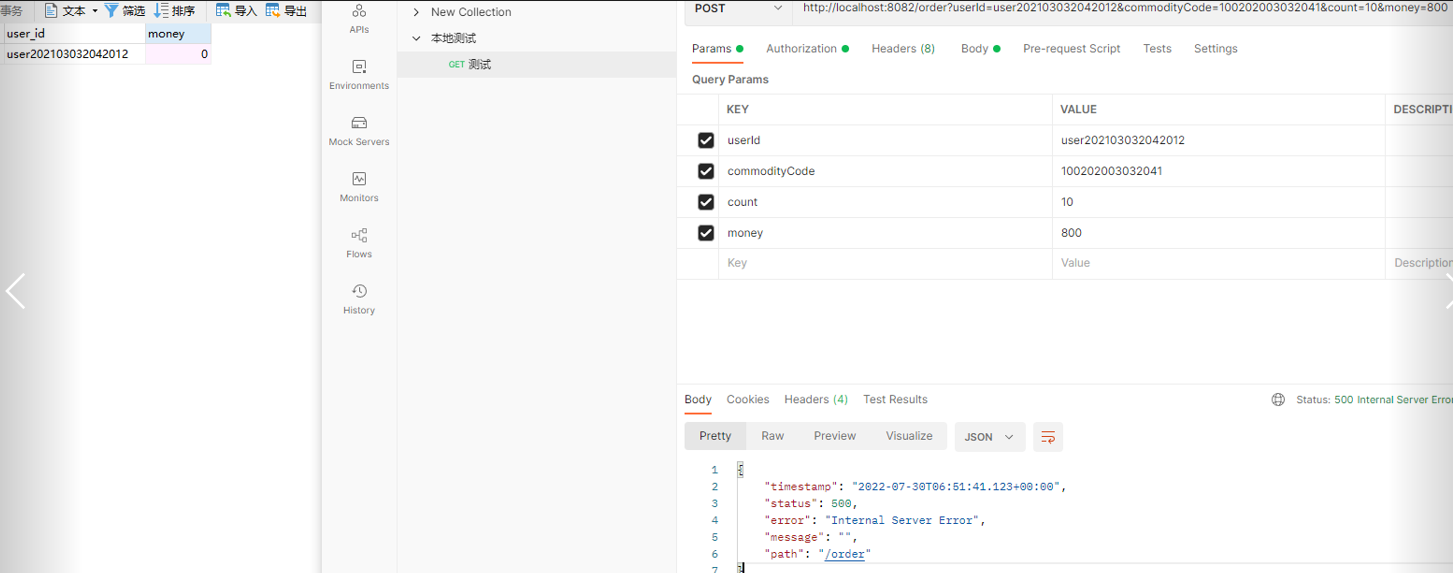 事务 文本 筛选 排序 导入 导出
user_id money
user202103032042012 0
APIs
Environments
Mock Servers
Monitors
Flows
History
New Collection
本地测试
GET 测试
POST http://localhost:8082/order?userId=user202103032042012&commodityCode=100202003032041&count=10&money=800
Params Authorization Headers (8) Body Pre-request Script Tests Settings
Query Params
KEY VALUE DESCRIPTI
userId user202103032042012
commodityCode 100202003032041
count 10
money 800
Key Value Description
Body Cookies Headers (4) Test Results Status: 500 Internal Server Error
Pretty Raw Preview Visualize JSON
1 {
2 "timestamp": "2022-07-30T06:51:41.123+00:00",
3 "status": 500,
4 "error": "Internal Server Error",
5 "message": "",
6 "path": "/order"
7 }